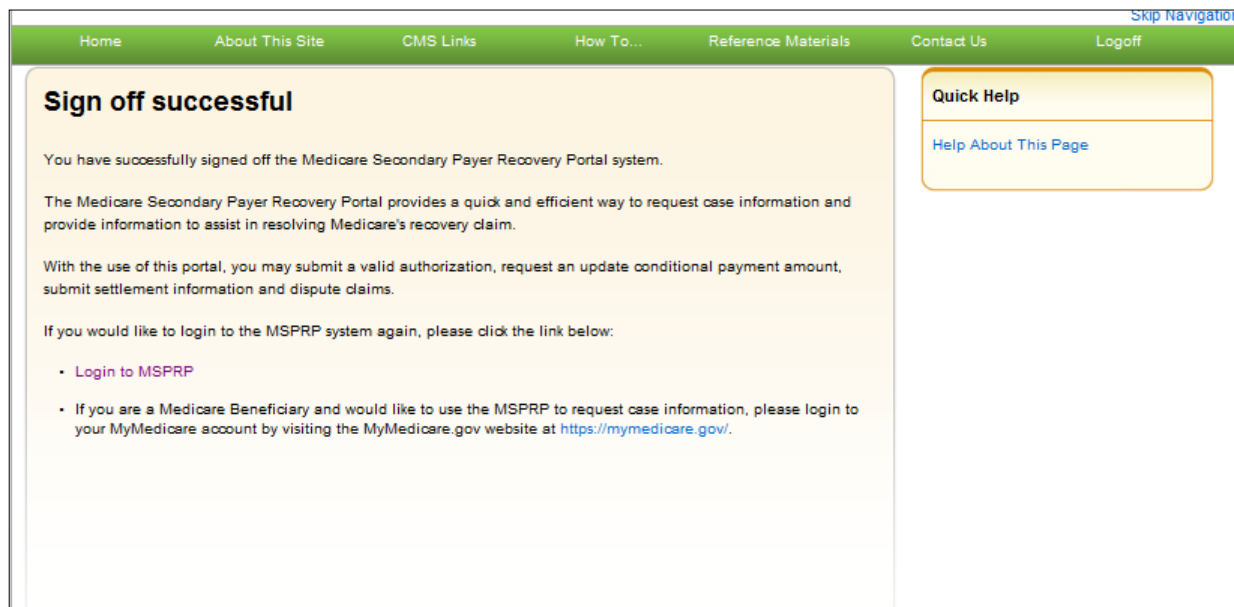 Skip Navigation
Home About This Site CMS Links How To... Reference Materials Contact Us Logoff
Sign off successful
You have successfully signed off the Medicare Secondary Payer Recovery Portal system.
The Medicare Secondary Payer Recovery Portal provides a quick and efficient way to request case information and
provide information to assist in resolving Medicare's recovery claim.
With the use of this portal, you may submit a valid authorization, request an update conditional payment amount,
submit settlement information and dispute claims.
If you would like to login to the MSPRP system again, please click the link below:
▪ Login to MSPRP
▪ If you are a Medicare Beneficiary and would like to use the MSPRP to request case information, please login to
your MyMedicare account by visiting the MyMedicare.gov website at https://mymedicare.gov/.
Quick Help
Help About This Page